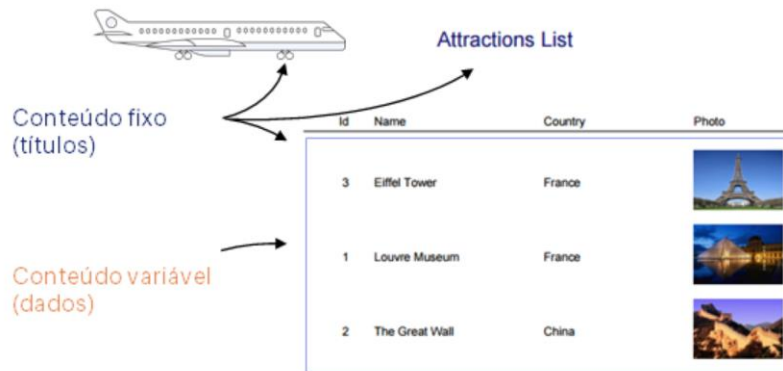 Attractions List
Conteúdo fixo
(títulos)
Id Name Country Photo
3 Eiffel Tower France
1 Louvre Museum France
Conteúdo variável
(dados)
2 The Great Wall China